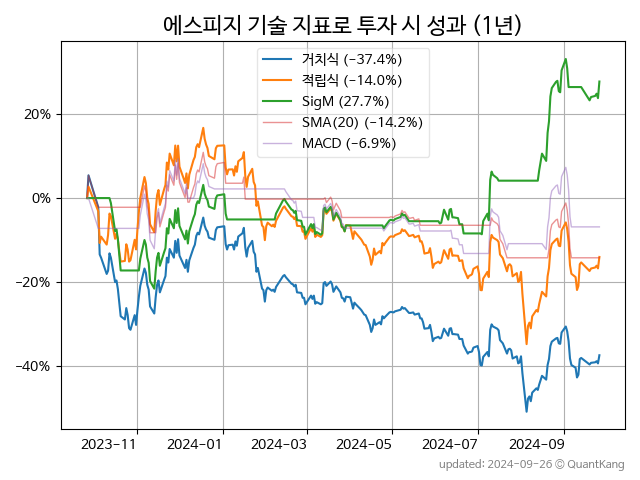 에스피지 기술 지표로 투자 시 성과 (1년)
거치식 (−37.4%)
적립식 (−14.0%)
SigM (27.7%)
SMA(20) (−14.2%)
MACD (−6.9%)
20%
0%
−20%
−40%
2023−11 2024−01 2024−03 2024−05 2024−07 2024−09
updated: 2024−09−26 © QuantKang